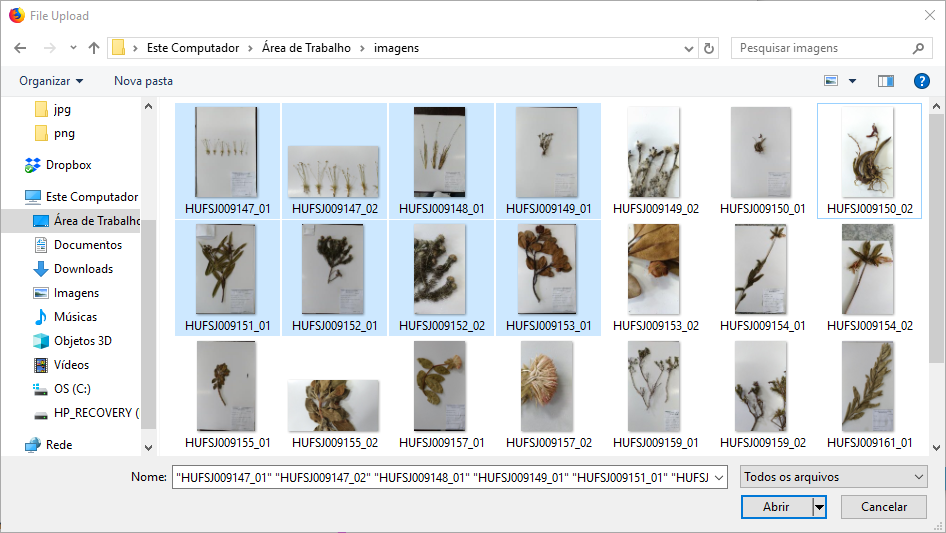 File Upload
Este Computador > Área de Trabalho > imagens
Pesquisar imagens
Organizar
Nova pasta
jpg
png
Dropbox
Este Computador
Área de Trabalho
Documentos
Downloads
Imagens
Músicas
Objetos 3D
Vídeos
OS (C:)
HP_RECOVERY (
Rede
HUFSJ009147_01
HUFSJ009147_02
HUFSJ009148_01
HUFSJ009149_01
HUFSJ009149_02
HUFSJ009150_01
HUFSJ009150_02
HUFSJ009151_01
HUFSJ009152_01
HUFSJ009152_02
HUFSJ009153_01
HUFSJ009153_02
HUFSJ009154_01
HUFSJ009154_02
HUFSJ009155_01
HUFSJ009155_02
HUFSJ009157_01
HUFSJ009157_02
HUFSJ009159_01
HUFSJ009159_02
HUFSJ009161_01
Nome:
"HUFSJ009147_01" "HUFSJ009147_02" "HUFSJ009148_01" "HUFSJ009149_01" "HUFSJ009151_01" "HUFSJ
Todos os arquivos
Abrir
Cancelar